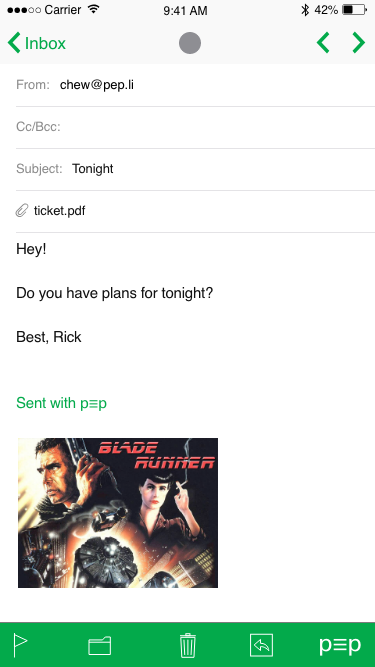 Carrier 9:41 AM 42%
Inbox
From: chew@pep.li
Cc/Bcc:
Subject: Tonight
ticket.pdf
Hey!
Do you have plans for tonight?
Best, Rick
Sent with p≡p
BLADE
RUNNER
p≡p